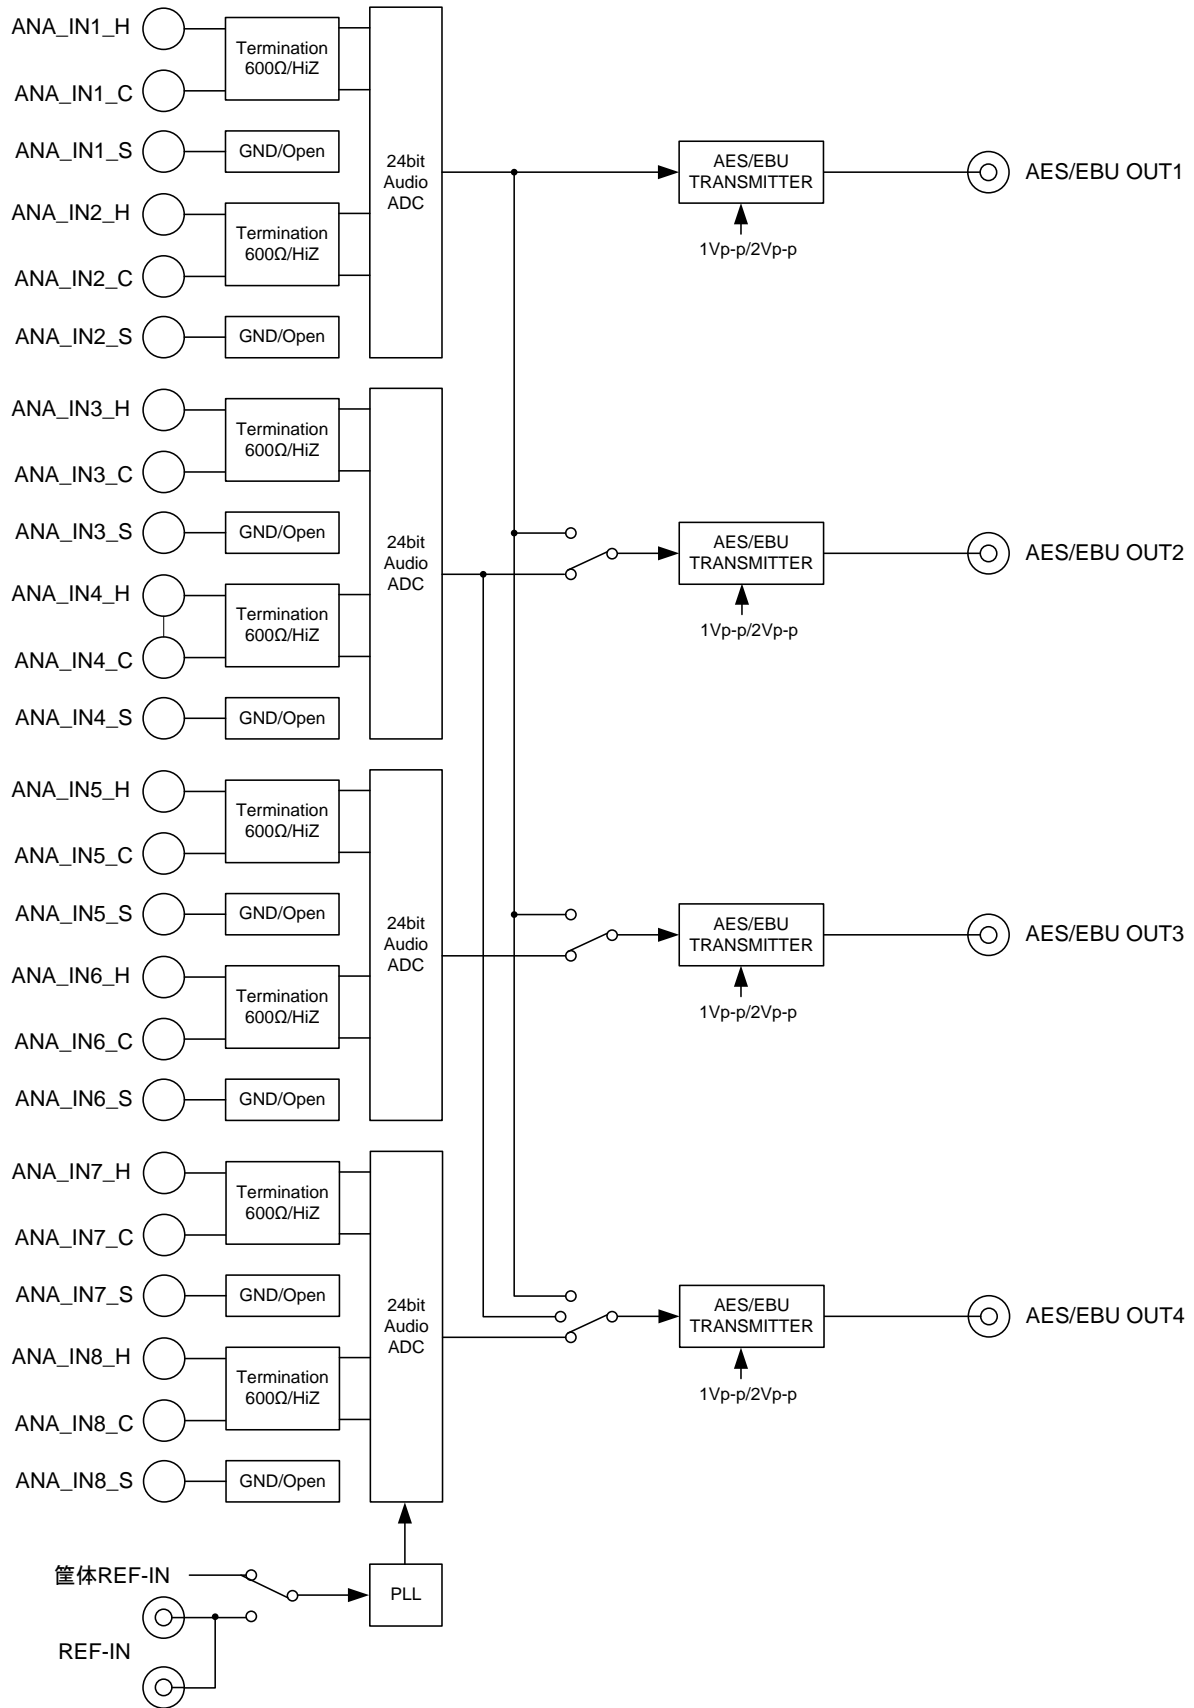 ANA_IN1_H
Termination
600Ω/HiZ
ANA_IN1_C
ANA_IN1_S
GND/Open
ANA_IN2_H
Termination
600Ω/HiZ
ANA_IN2_C
ANA_IN2_S
GND/Open
24bit
Audio
ADC
AES/EBU
TRANSMITTER
1Vp-p/2Vp-p
AES/EBU OUT1
ANA_IN3_H
Termination
600Ω/HiZ
ANA_IN3_C
ANA_IN3_S
GND/Open
ANA_IN4_H
Termination
600Ω/HiZ
ANA_IN4_C
ANA_IN4_S
GND/Open
24bit
Audio
ADC
AES/EBU
TRANSMITTER
1Vp-p/2Vp-p
AES/EBU OUT2
ANA_IN5_H
Termination
600Ω/HiZ
ANA_IN5_C
ANA_IN5_S
GND/Open
ANA_IN6_H
Termination
600Ω/HiZ
ANA_IN6_C
ANA_IN6_S
GND/Open
24bit
Audio
ADC
AES/EBU
TRANSMITTER
1Vp-p/2Vp-p
AES/EBU OUT3
ANA_IN7_H
Termination
600Ω/HiZ
ANA_IN7_C
ANA_IN7_S
GND/Open
ANA_IN8_H
Termination
600Ω/HiZ
ANA_IN8_C
ANA_IN8_S
GND/Open
24bit
Audio
ADC
AES/EBU
TRANSMITTER
1Vp-p/2Vp-p
AES/EBU OUT4
筐体REF-IN
PLL
REF-IN